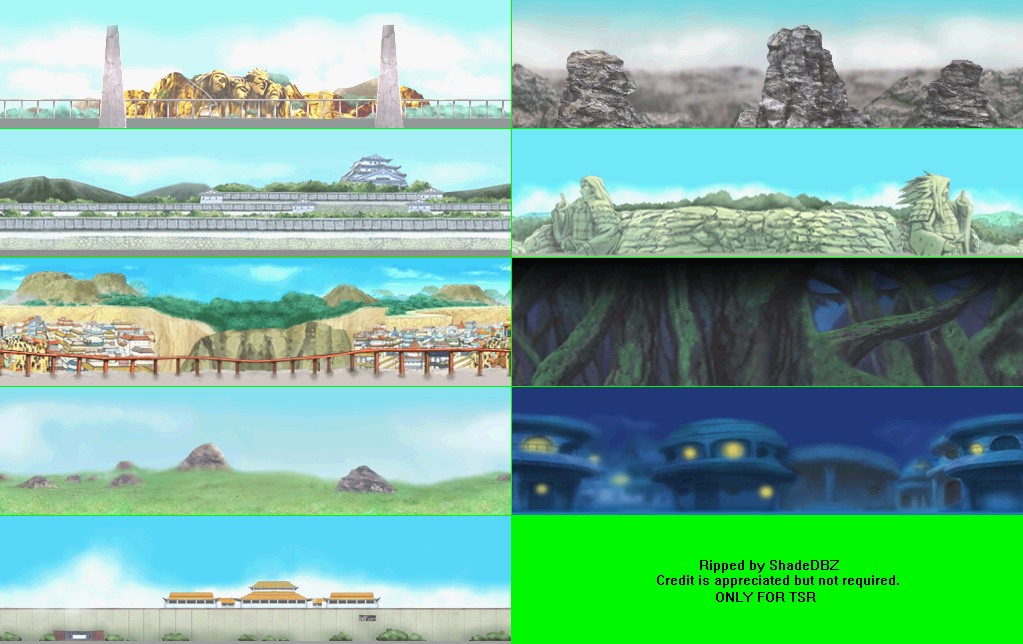 Ripped by ShadeDBZ
Credit is appreciated but not required.
ONLY FOR TSR